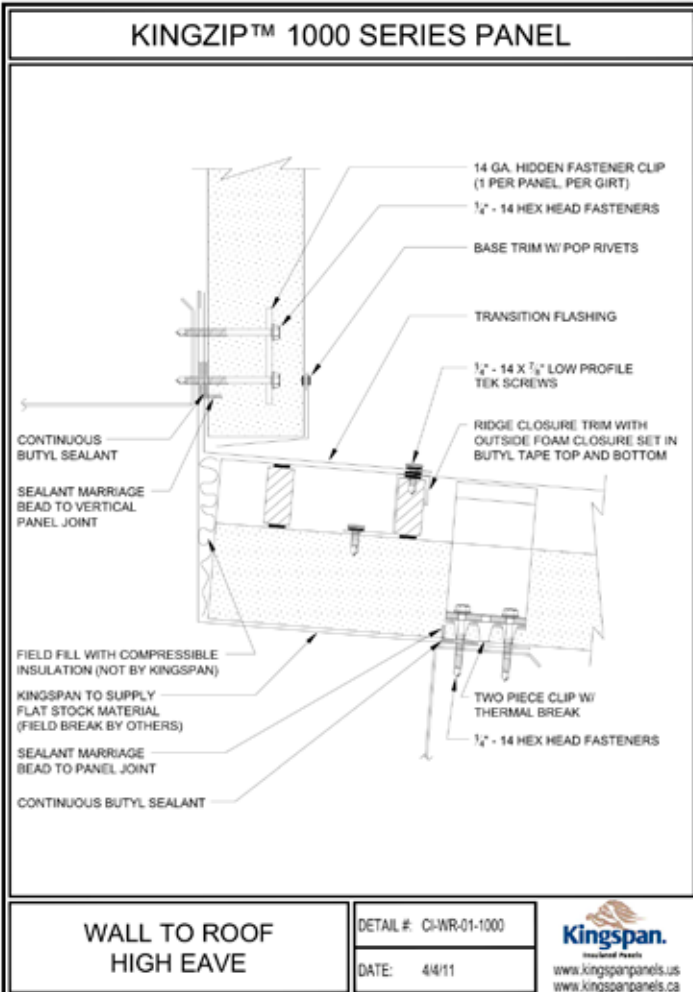 KINGZIP™ 1000 SERIES PANEL
14 GA. HIDDEN FASTENER CLIP
(1 PER PANEL, PER GIRT)
¼" - 14 HEX HEAD FASTENERS
BASE TRIM W/ POP RIVETS
TRANSITION FLASHING
¼" - 14 X ⅞" LOW PROFILE
TEK SCREWS
RIDGE CLOSURE TRIM WITH
OUTSIDE FOAM CLOSURE SET IN
BUTYL TAPE TOP AND BOTTOM
CONTINUOUS
BUTYL SEALANT
SEALANT MARRIAGE
BEAD TO VERTICAL
PANEL JOINT
FIELD FILL WITH COMPRESSIBLE
INSULATION (NOT BY KINGSPAN)
KINGSPAN TO SUPPLY
FLAT STOCK MATERIAL
(FIELD BREAK BY OTHERS)
SEALANT MARRIAGE
BEAD TO PANEL JOINT
CONTINUOUS BUTYL SEALANT
TWO PIECE CLIP W/
THERMAL BREAK
¼" - 14 HEX HEAD FASTENERS
WALL TO ROOF
HIGH EAVE
DETAIL #: CI-WR-01-1000
DATE: 4/4/11
Kingspan.
Insulated Panels
www.kingspanpanels.us
www.kingspanpanels.ca